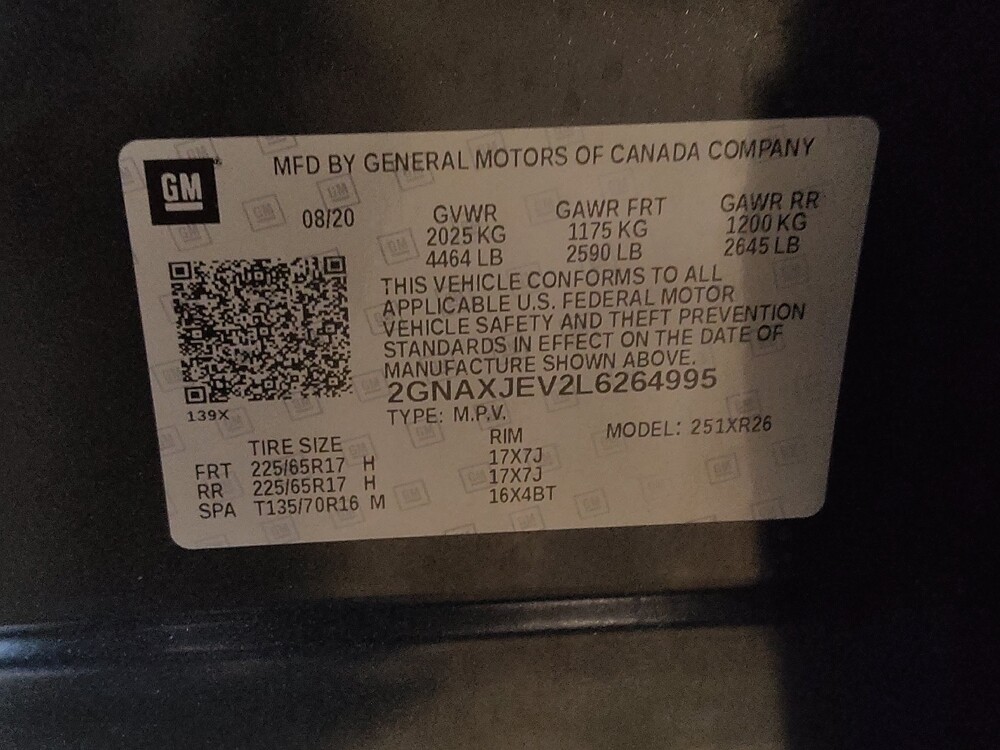 GM
MFD BY GENERAL MOTORS OF CANADA COMPANY
08/20
GVWR GAWR FRT GAWR RR
2025 KG 1175 KG 1200 KG
4464 LB 2590 LB 2645 LB
THIS VEHICLE CONFORMS TO ALL
APPLICABLE U.S. FEDERAL MOTOR
VEHICLE SAFETY AND THEFT PREVENTION
STANDARDS IN EFFECT ON THE DATE OF
MANUFACTURE SHOWN ABOVE.
2GNAXJEV2L6264995
139X
TYPE: M.P.V. MODEL: 251XR26
TIRE SIZE RIM
FRT 225/65R17 H 17X7J
RR 225/65R17 H 17X7J
SPA T135/70R16 M 16X4BT